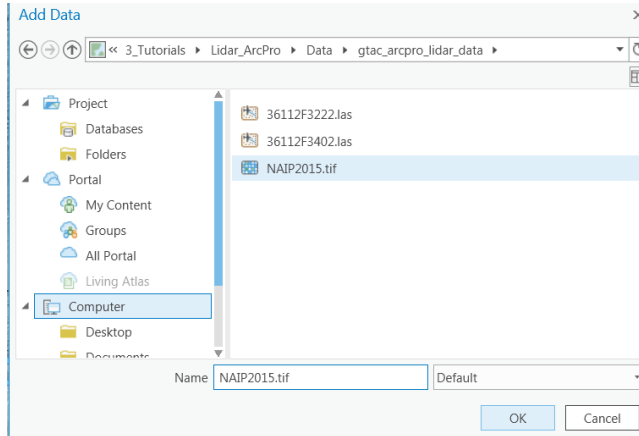 Add Data
« 3_Tutorials Lidar_ArcPro Data gtac_arcpro_lidar_data
Project
Databases
Folders
Portal
My Content
Groups
All Portal
Living Atlas
Computer
Desktop
Documents
36112F3222.las
36112F3402.las
NAIP2015.tif
Name NAIP2015.tif Default
OK Cancel